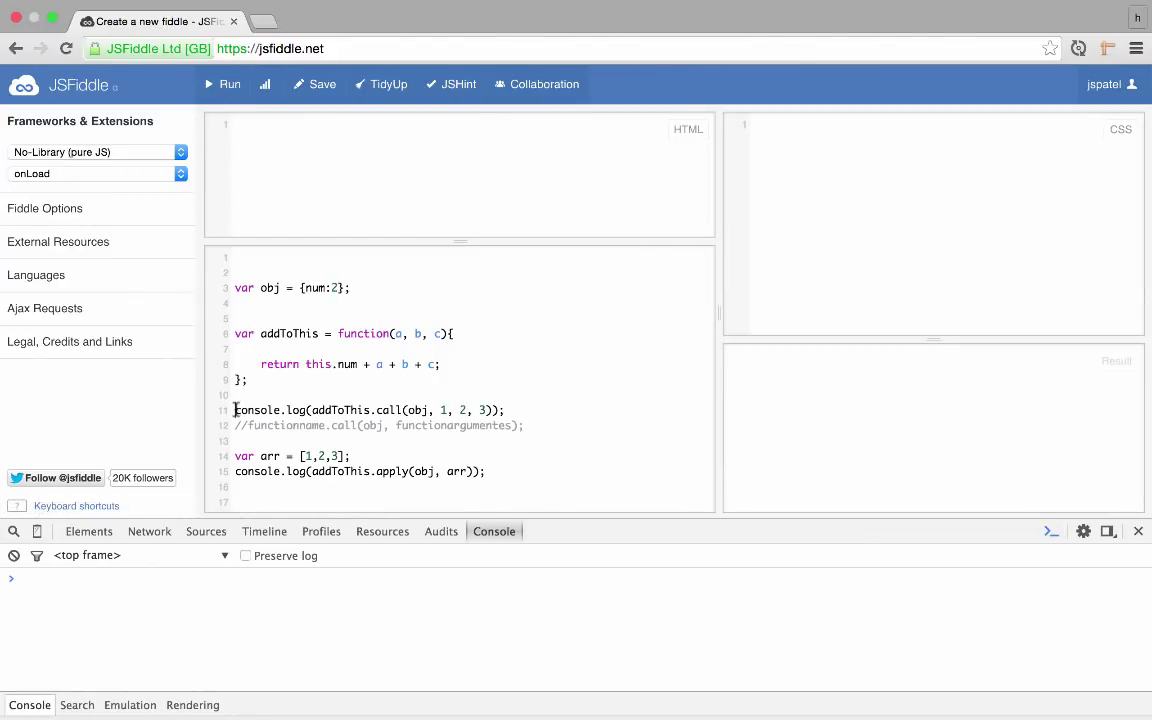 Create a new fiddle - JSFi
h
JSFiddle Ltd [GB] https://jsfiddle.net
JSFiddle α Run Save TidyUp JSHint Collaboration jspatel
Frameworks & Extensions
No-Library (pure JS)
onLoad
Fiddle Options
External Resources
Languages
Ajax Requests
Legal, Credits and Links
Follow @jsfiddle 20K followers
? Keyboard shortcuts
1 HTML
1 CSS
1
2
3 var obj = {num:2};
4
5
6 var addToThis = function(a, b, c){
7
8 return this.num + a + b + c;
9 };
10
11 console.log(addToThis.call(obj, 1, 2, 3));
12 //functionname.call(obj, functionargumentes);
13
14 var arr = [1,2,3];
15 console.log(addToThis.apply(obj, arr));
16
17
Result
Elements Network Sources Timeline Profiles Resources Audits Console
<top frame> Preserve log
>
Console Search Emulation Rendering